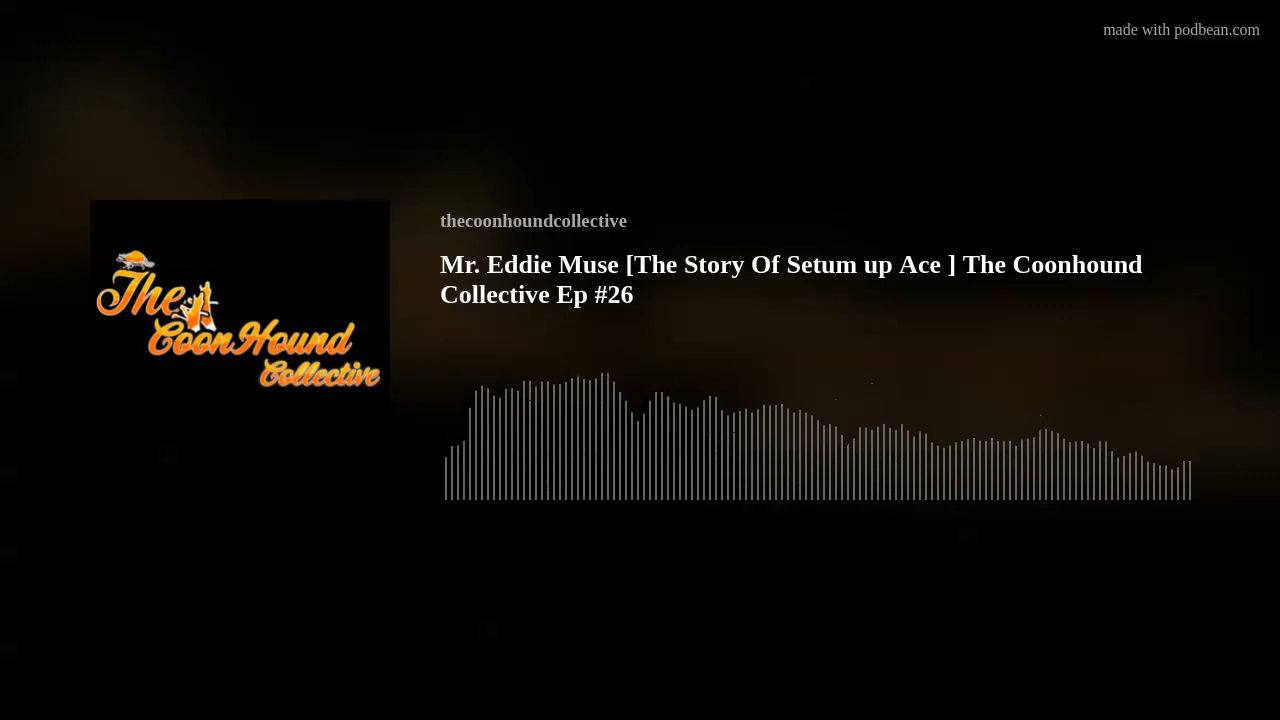 made with podbean.com
The
CoonHound
Collective
thecoonhoundcollective
Mr. Eddie Muse [The Story Of Setum up Ace ] The Coonhound
Collective Ep #26